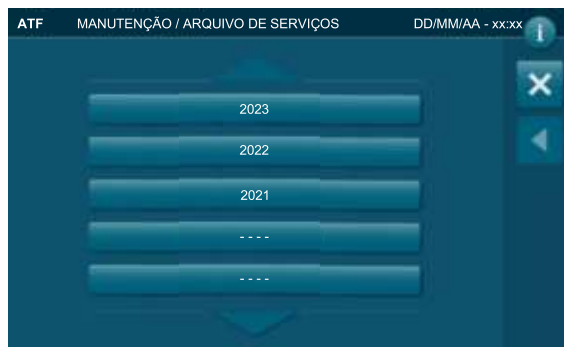 ATF MANUTENÇÃO / ARQUIVO DE SERVIÇOS DD/MM/AA - xx:xx
2023
2022
2021
- - - -
- - - -